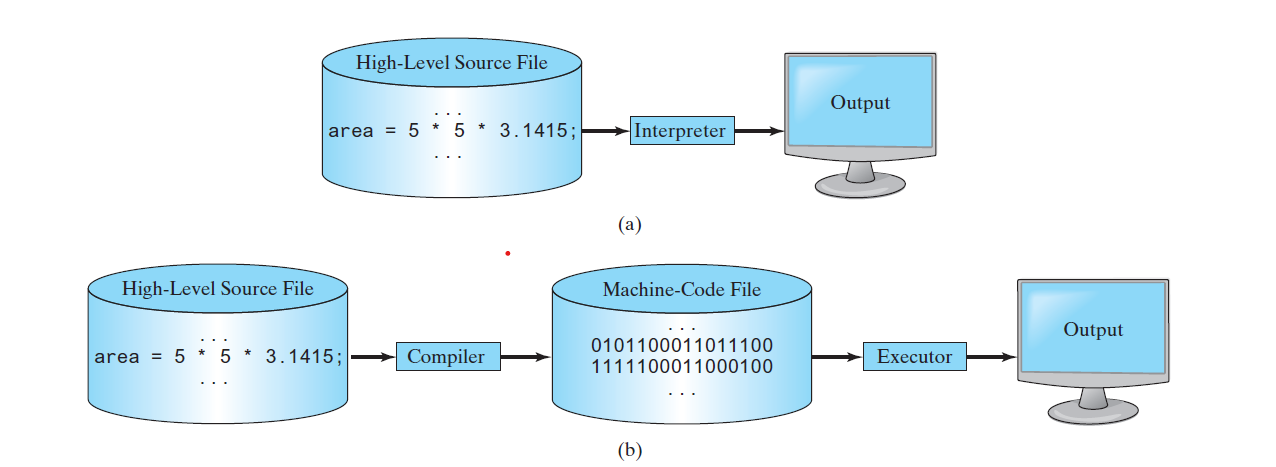 High-Level Source File
...
area = 5 * 5 * 3.1415;
...
Interpreter
Output
(a)
High-Level Source File
...
area = 5 * 5 * 3.1415;
...
Compiler
Machine-Code File
...
0101100011011100
1111100011000100
...
Executor
Output
(b)